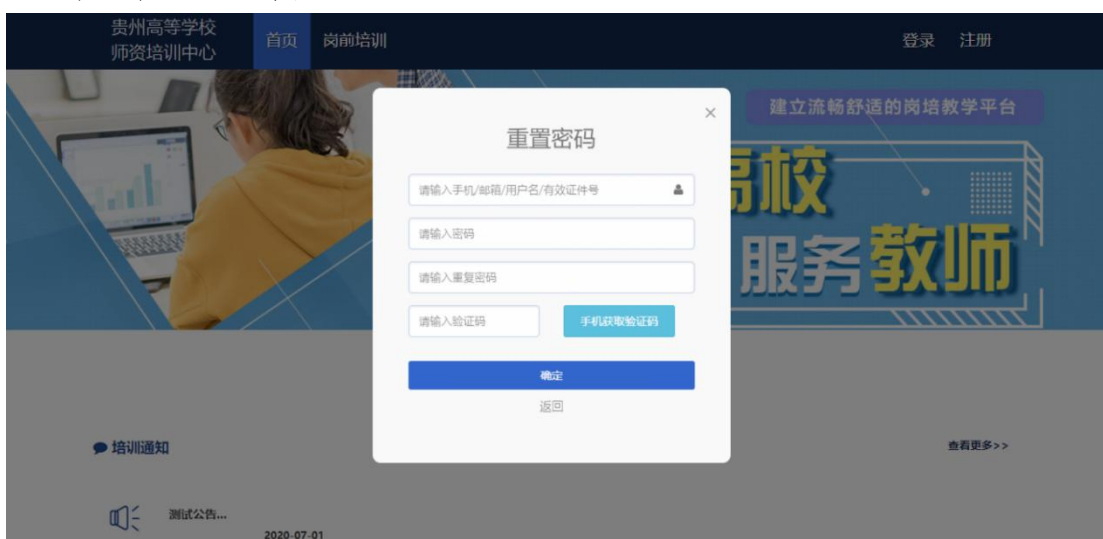 贵州高等学校
师资培训中心
首页
岗前培训
登录
注册
建立流畅舒适的岗培教学平台
高校
服务教师
×
重置密码
请输入手机/邮箱/用户名/有效证件号
请输入密码
请输入重复密码
请输入验证码
手机获取验证码
确定
返回
培训通知
查看更多>>
测试公告...
2020-07-01